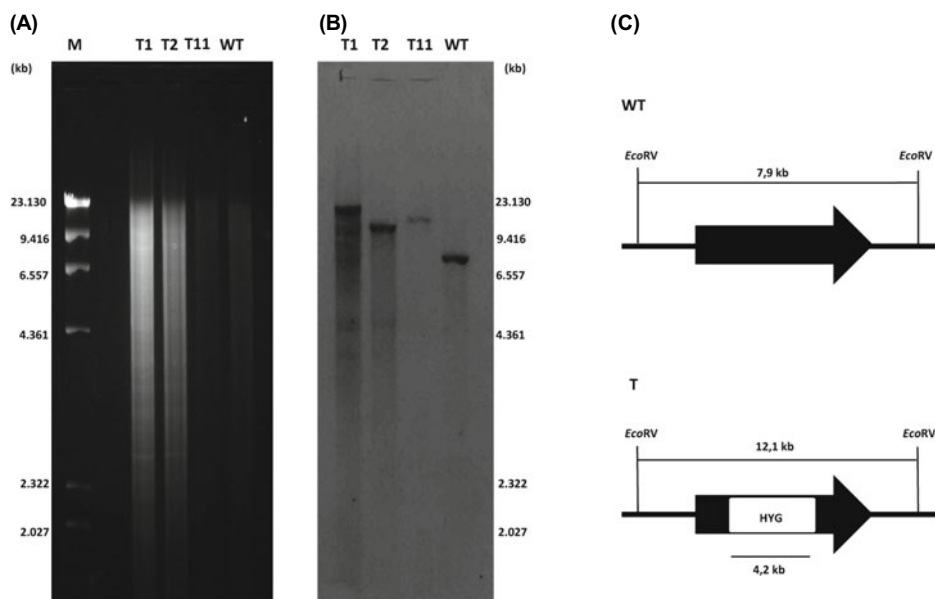 (A)
M T1 T2 T11 WT
(kb)
23.130
9.416
6.557
4.361
2.322
2.027
(B)
T1 T2 T11 WT
(kb)
23.130
9.416
6.557
4.361
2.322
2.027
(C)
WT
EcoRV EcoRV
7,9 kb
T
EcoRV EcoRV
12,1 kb
HYG
4,2 kb